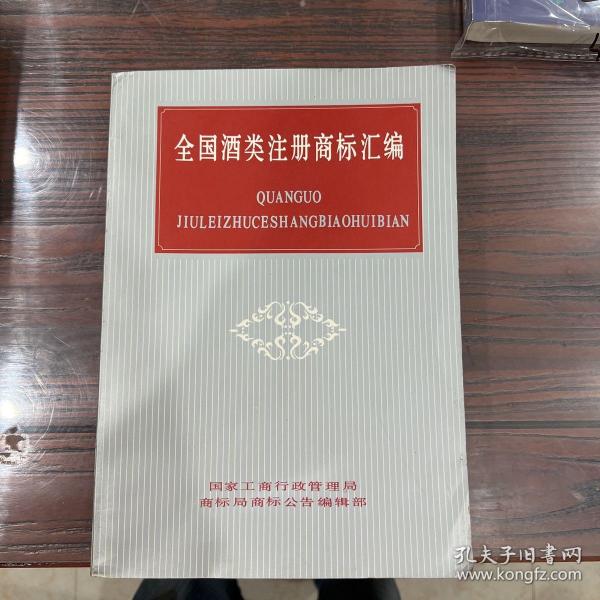 全国酒类注册商标汇编
QUANGUO
JIULEIZHUCESHANGBIAOHUIBIAN
国家工商行政管理局
商标局商标公告编辑部
孔夫子旧书网
www.kongfz.com